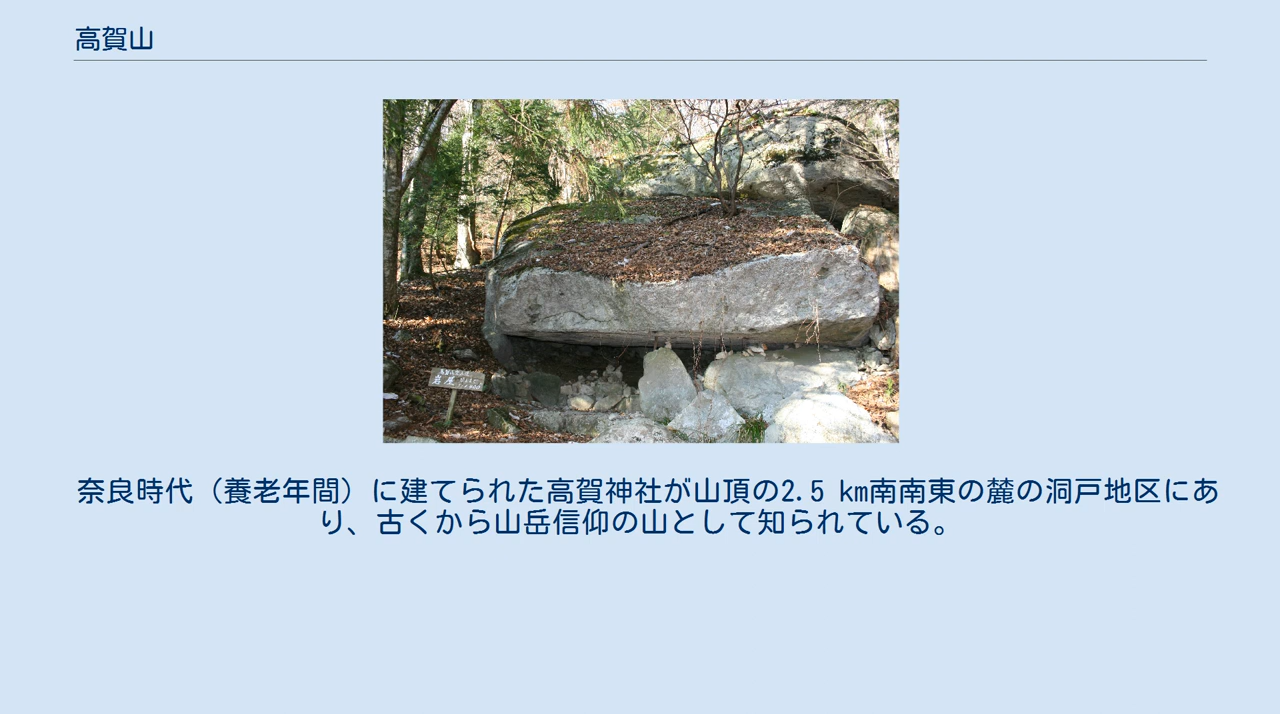 高賀山
岩屋
奈良時代（養老年間）に建てられた高賀神社が山頂の2.5 km南南東の麓の洞戸地区にあ
り、古くから山岳信仰の山として知られている。